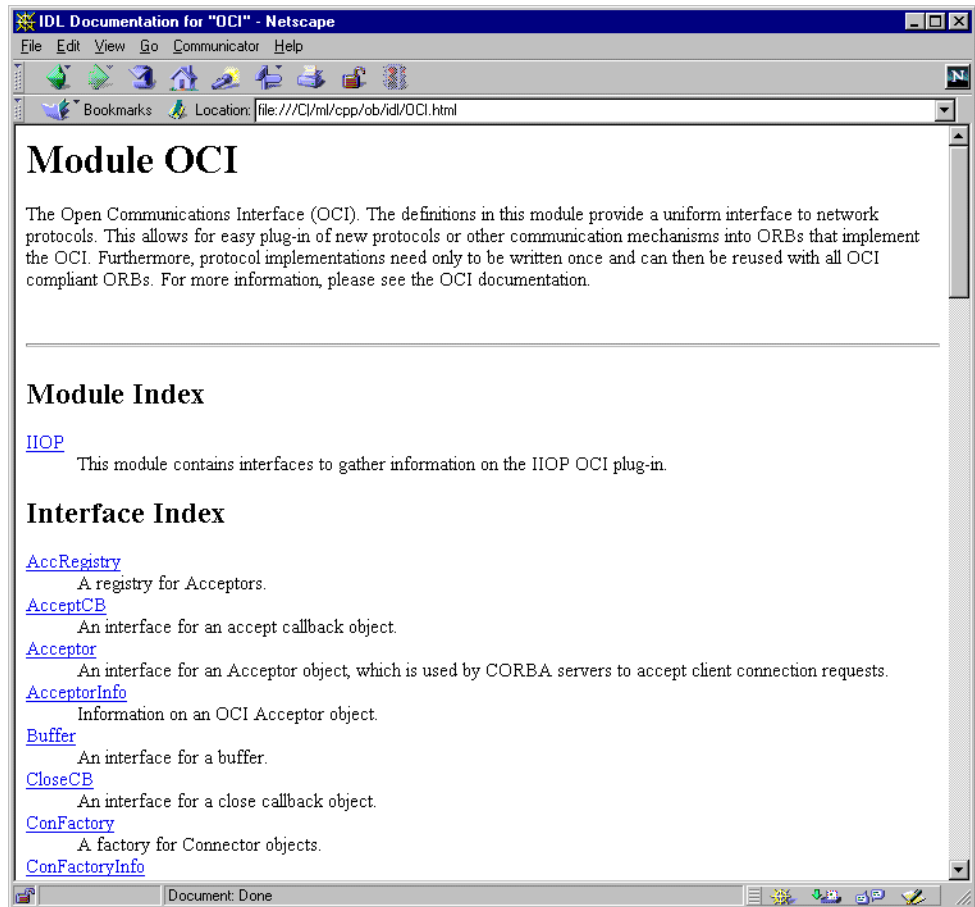 IDL Documentation for "OCI" - Netscape
File Edit View Go Communicator Help
N
Bookmarks Location: file:///C|/ml/cpp/ob/idl/OCI.html
Module OCI
The Open Communications Interface (OCI). The definitions in this module provide a uniform interface to network
protocols. This allows for easy plug-in of new protocols or other communication mechanisms into ORBs that implement
the OCI. Furthermore, protocol implementations need only to be written once and can then be reused with all OCI
compliant ORBs. For more information, please see the OCI documentation.
Module Index
IIOP
This module contains interfaces to gather information on the IIOP OCI plug-in.
Interface Index
AccRegistry
A registry for Acceptors.
AcceptCB
An interface for an accept callback object.
Acceptor
An interface for an Acceptor object, which is used by CORBA servers to accept client connection requests.
AcceptorInfo
Information on an OCI Acceptor object.
Buffer
An interface for a buffer.
CloseCB
An interface for a close callback object.
ConFactory
A factory for Connector objects.
ConFactoryInfo
Document: Done